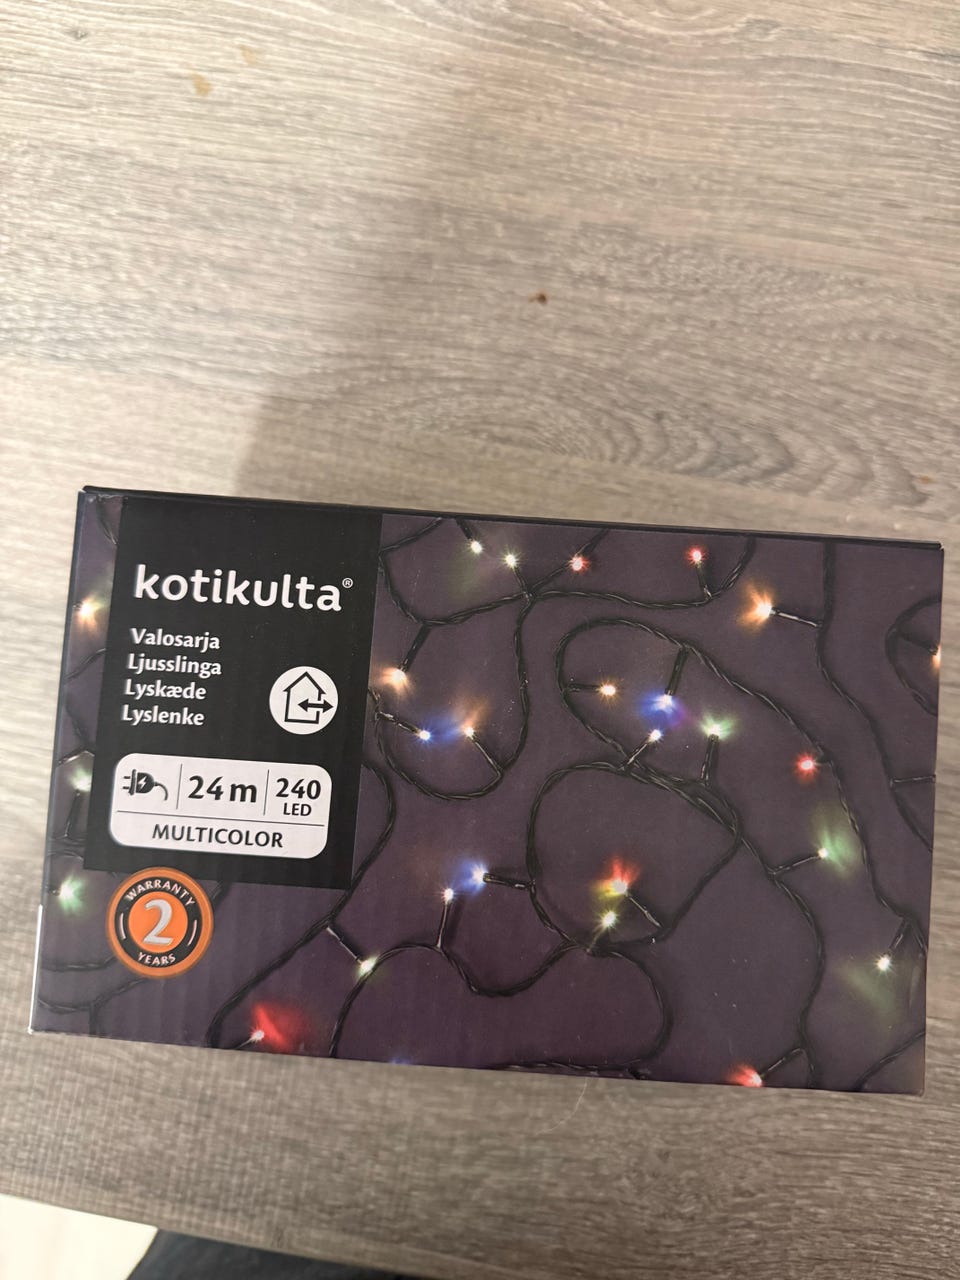 kotikulta®
Valosarja
Ljusslinga
Lyskæde
Lyslenke
24 m
240
LED
MULTICOLOR
WARRANTY
2
YEARS